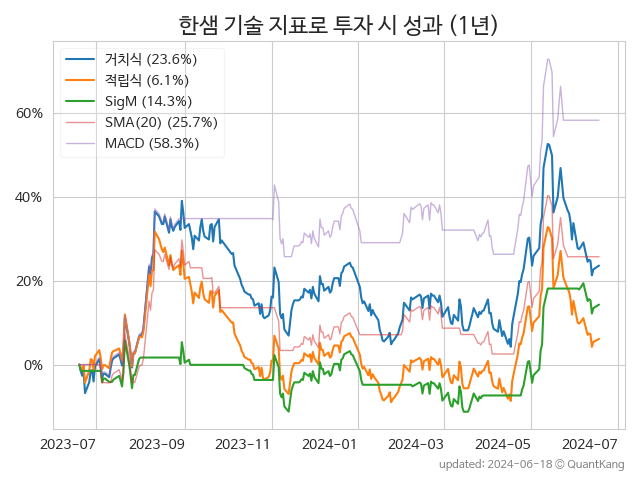 한샘 기술 지표로 투자 시 성과 (1년)
거치식 (23.6%)
적립식 (6.1%)
SigM (14.3%)
SMA(20) (25.7%)
MACD (58.3%)
60%
40%
20%
0%
2023-07 2023-09 2023-11 2024-01 2024-03 2024-05 2024-07
updated: 2024-06-18 © QuantKang